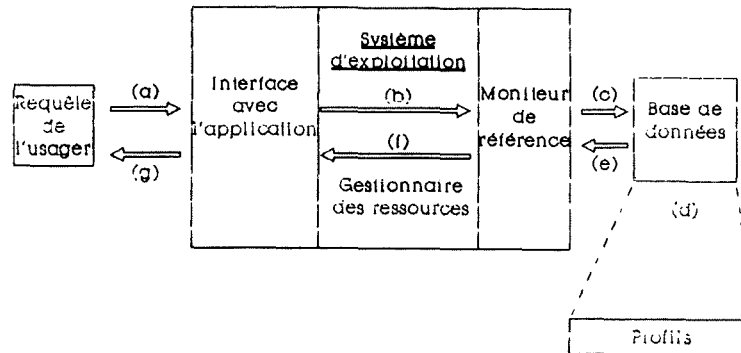 Système
d'exploitation
Requête
de
l'usager
(a)
(g)
Interface
avec
l'application
(b)
(f)
Gestionnaire
des ressources
Moniteur
de
référence
(c)
(e)
Base de
données
(d)
Profils